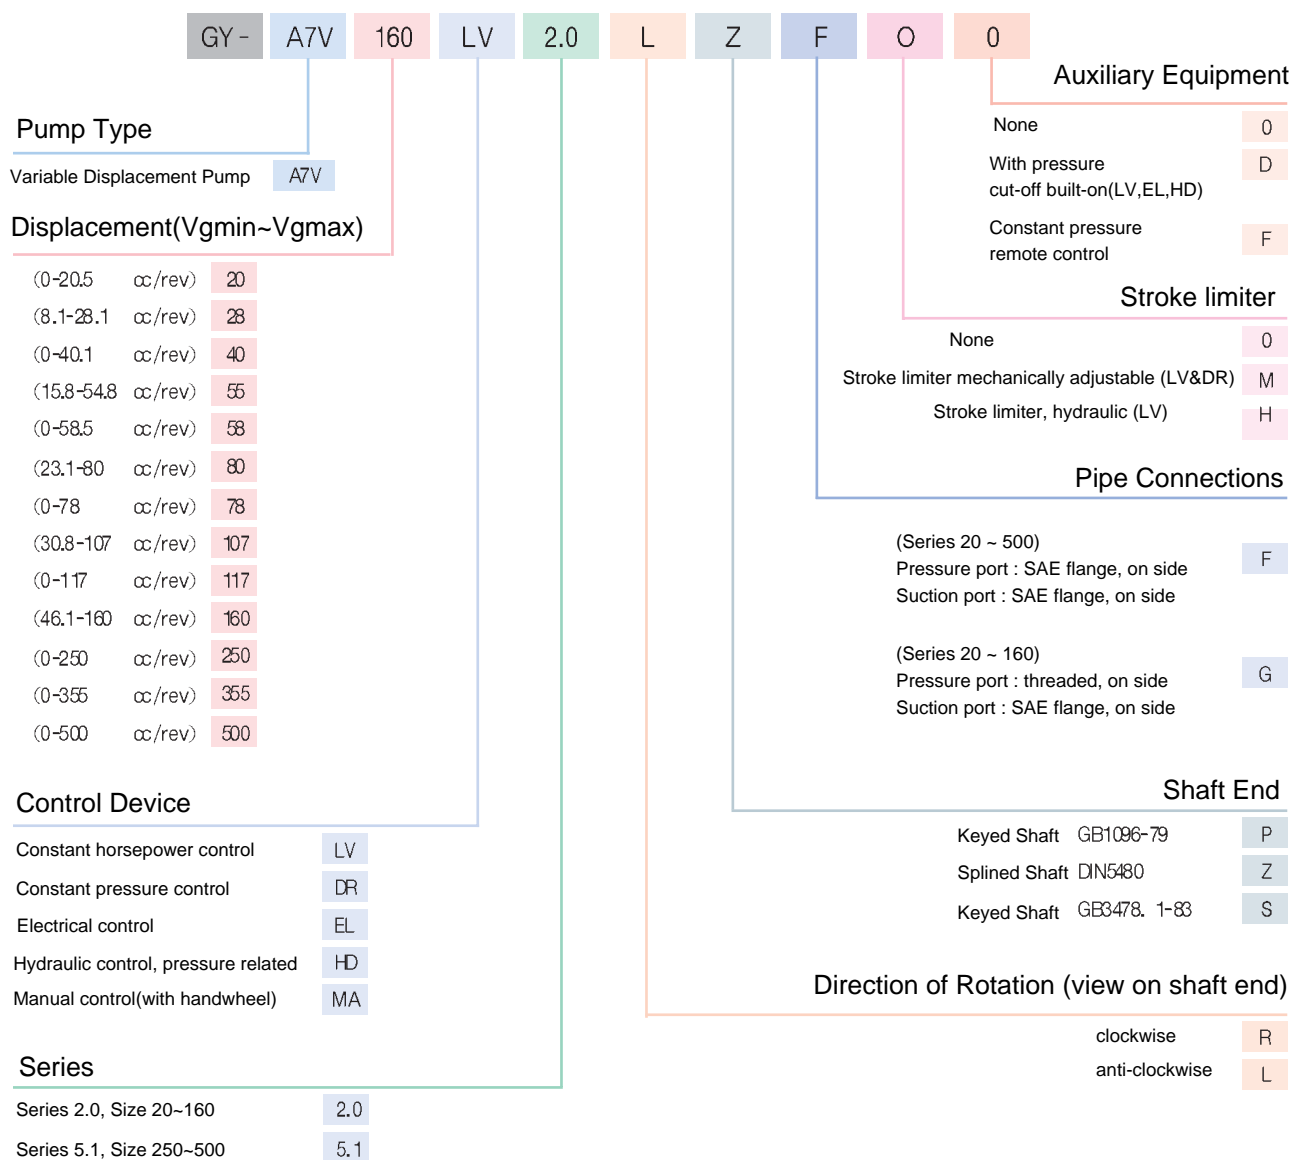 GY- A7V 160 LV 2.0 L Z F O 0
Pump Type
Variable Displacement Pump A7V
Displacement(Vgmin~Vgmax)
(0-20.5 cc/rev) 20
(8.1-28.1 cc/rev) 28
(0-40.1 cc/rev) 40
(15.8-54.8 cc/rev) 55
(0-58.5 cc/rev) 58
(23.1-80 cc/rev) 80
(0-78 cc/rev) 78
(30.8-107 cc/rev) 107
(0-117 cc/rev) 117
(46.1-160 cc/rev) 160
(0-250 cc/rev) 250
(0-355 cc/rev) 355
(0-500 cc/rev) 500
Control Device
Constant horsepower control LV
Constant pressure control DR
Electrical control EL
Hydraulic control, pressure related HD
Manual control(with handwheel) MA
Series
Series 2.0, Size 20~160 2.0
Series 5.1, Size 250~500 5.1
Auxiliary Equipment
None 0
With pressure D
cut-off built-on(LV,EL,HD)
Constant pressure F
remote control
Stroke limiter
None 0
Stroke limiter mechanically adjustable (LV&DR) M
Stroke limiter, hydraulic (LV) H
Pipe Connections
(Series 20 ~ 500)
Pressure port : SAE flange, on side F
Suction port : SAE flange, on side
(Series 20 ~ 160)
Pressure port : threaded, on side G
Suction port : SAE flange, on side
Shaft End
Keyed Shaft GB1096-79 P
Splined Shaft DIN5480 Z
Keyed Shaft GB3478. 1-83 S
Direction of Rotation (view on shaft end)
clockwise R
anti-clockwise L